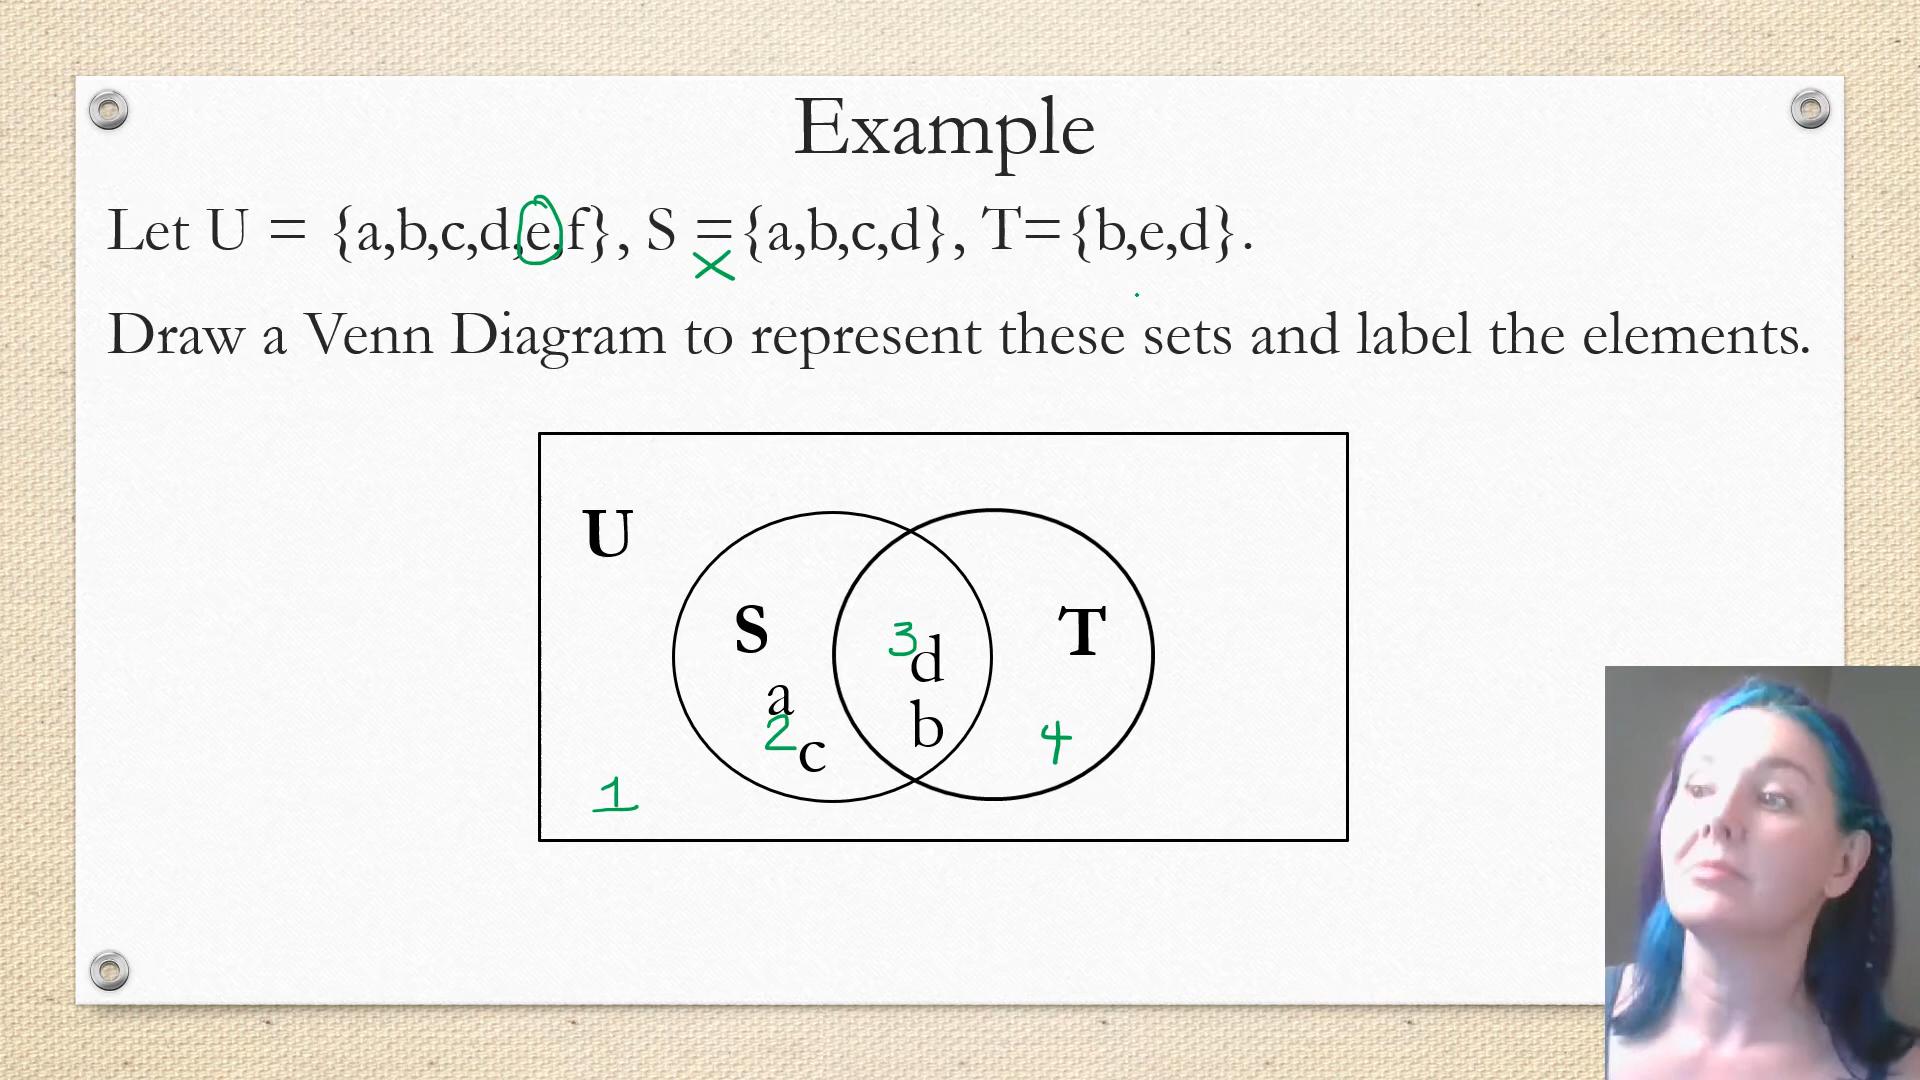 Example
Let U = {a,b,c,d,e,f}, S ={a,b,c,d}, T={b,e,d}.
×
Draw a Venn Diagram to represent these sets and label the elements.
U
S
T
3
d
a
2
c
b
4
1